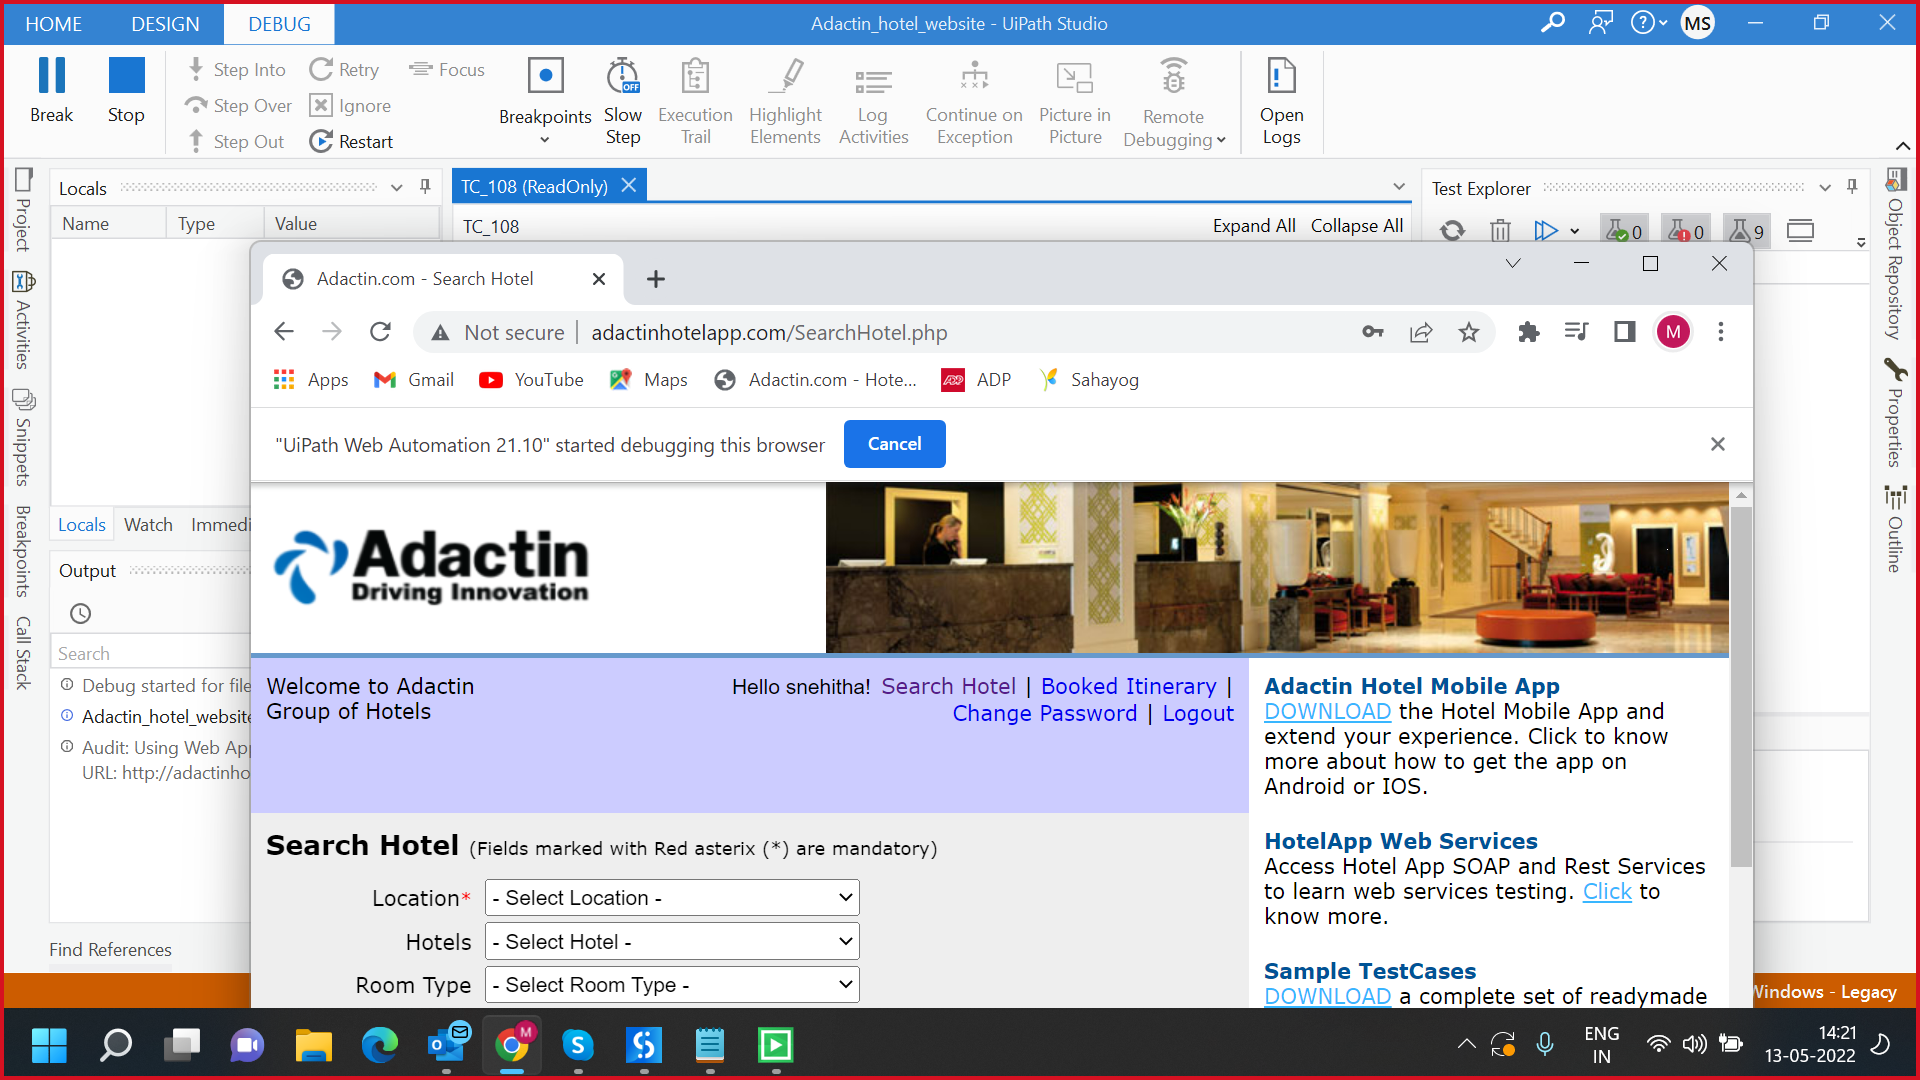 HOME DESIGN DEBUG
Adactin_hotel_website - UiPath Studio
MS
Break
Stop
Step Into
Step Over
Step Out
Retry
Ignore
Restart
Focus
Breakpoints
Slow
Step
OFF
Execution
Trail
Highlight
Elements
Log
Activities
Continue on
Exception
Picture in
Picture
Remote
Debugging
Open
Logs
Project
Activities
Snippets
Breakpoints
Call Stack
Locals
Name Type Value
TC_108 (ReadOnly)
TC_108
Expand All Collapse All
Test Explorer
0 0 9
Object Repository
Properties
Outline
Adactin.com - Search Hotel
Not secure adactinhotelapp.com/SearchHotel.php
M
Apps Gmail YouTube Maps Adactin.com - Hote... ADP Sahayog
"UiPath Web Automation 21.10" started debugging this browser Cancel
Locals Watch Immedi
Output
Search
Debug started for file
Adactin_hotel_website
Audit: Using Web App
URL: http://adactinho
Find References
Adactin
Driving Innovation
Welcome to Adactin
Group of Hotels
Hello snehitha! Search Hotel | Booked Itinerary |
Change Password | Logout
Search Hotel (Fields marked with Red asterix (*) are mandatory)
Location* - Select Location -
Hotels - Select Hotel -
Room Type - Select Room Type -
Adactin Hotel Mobile App
DOWNLOAD the Hotel Mobile App and
extend your experience. Click to know
more about how to get the app on
Android or IOS.
HotelApp Web Services
Access Hotel App SOAP and Rest Services
to learn web services testing. Click to
know more.
Sample TestCases
DOWNLOAD a complete set of readymade
Windows - Legacy
ENG
IN
14:21
13-05-2022